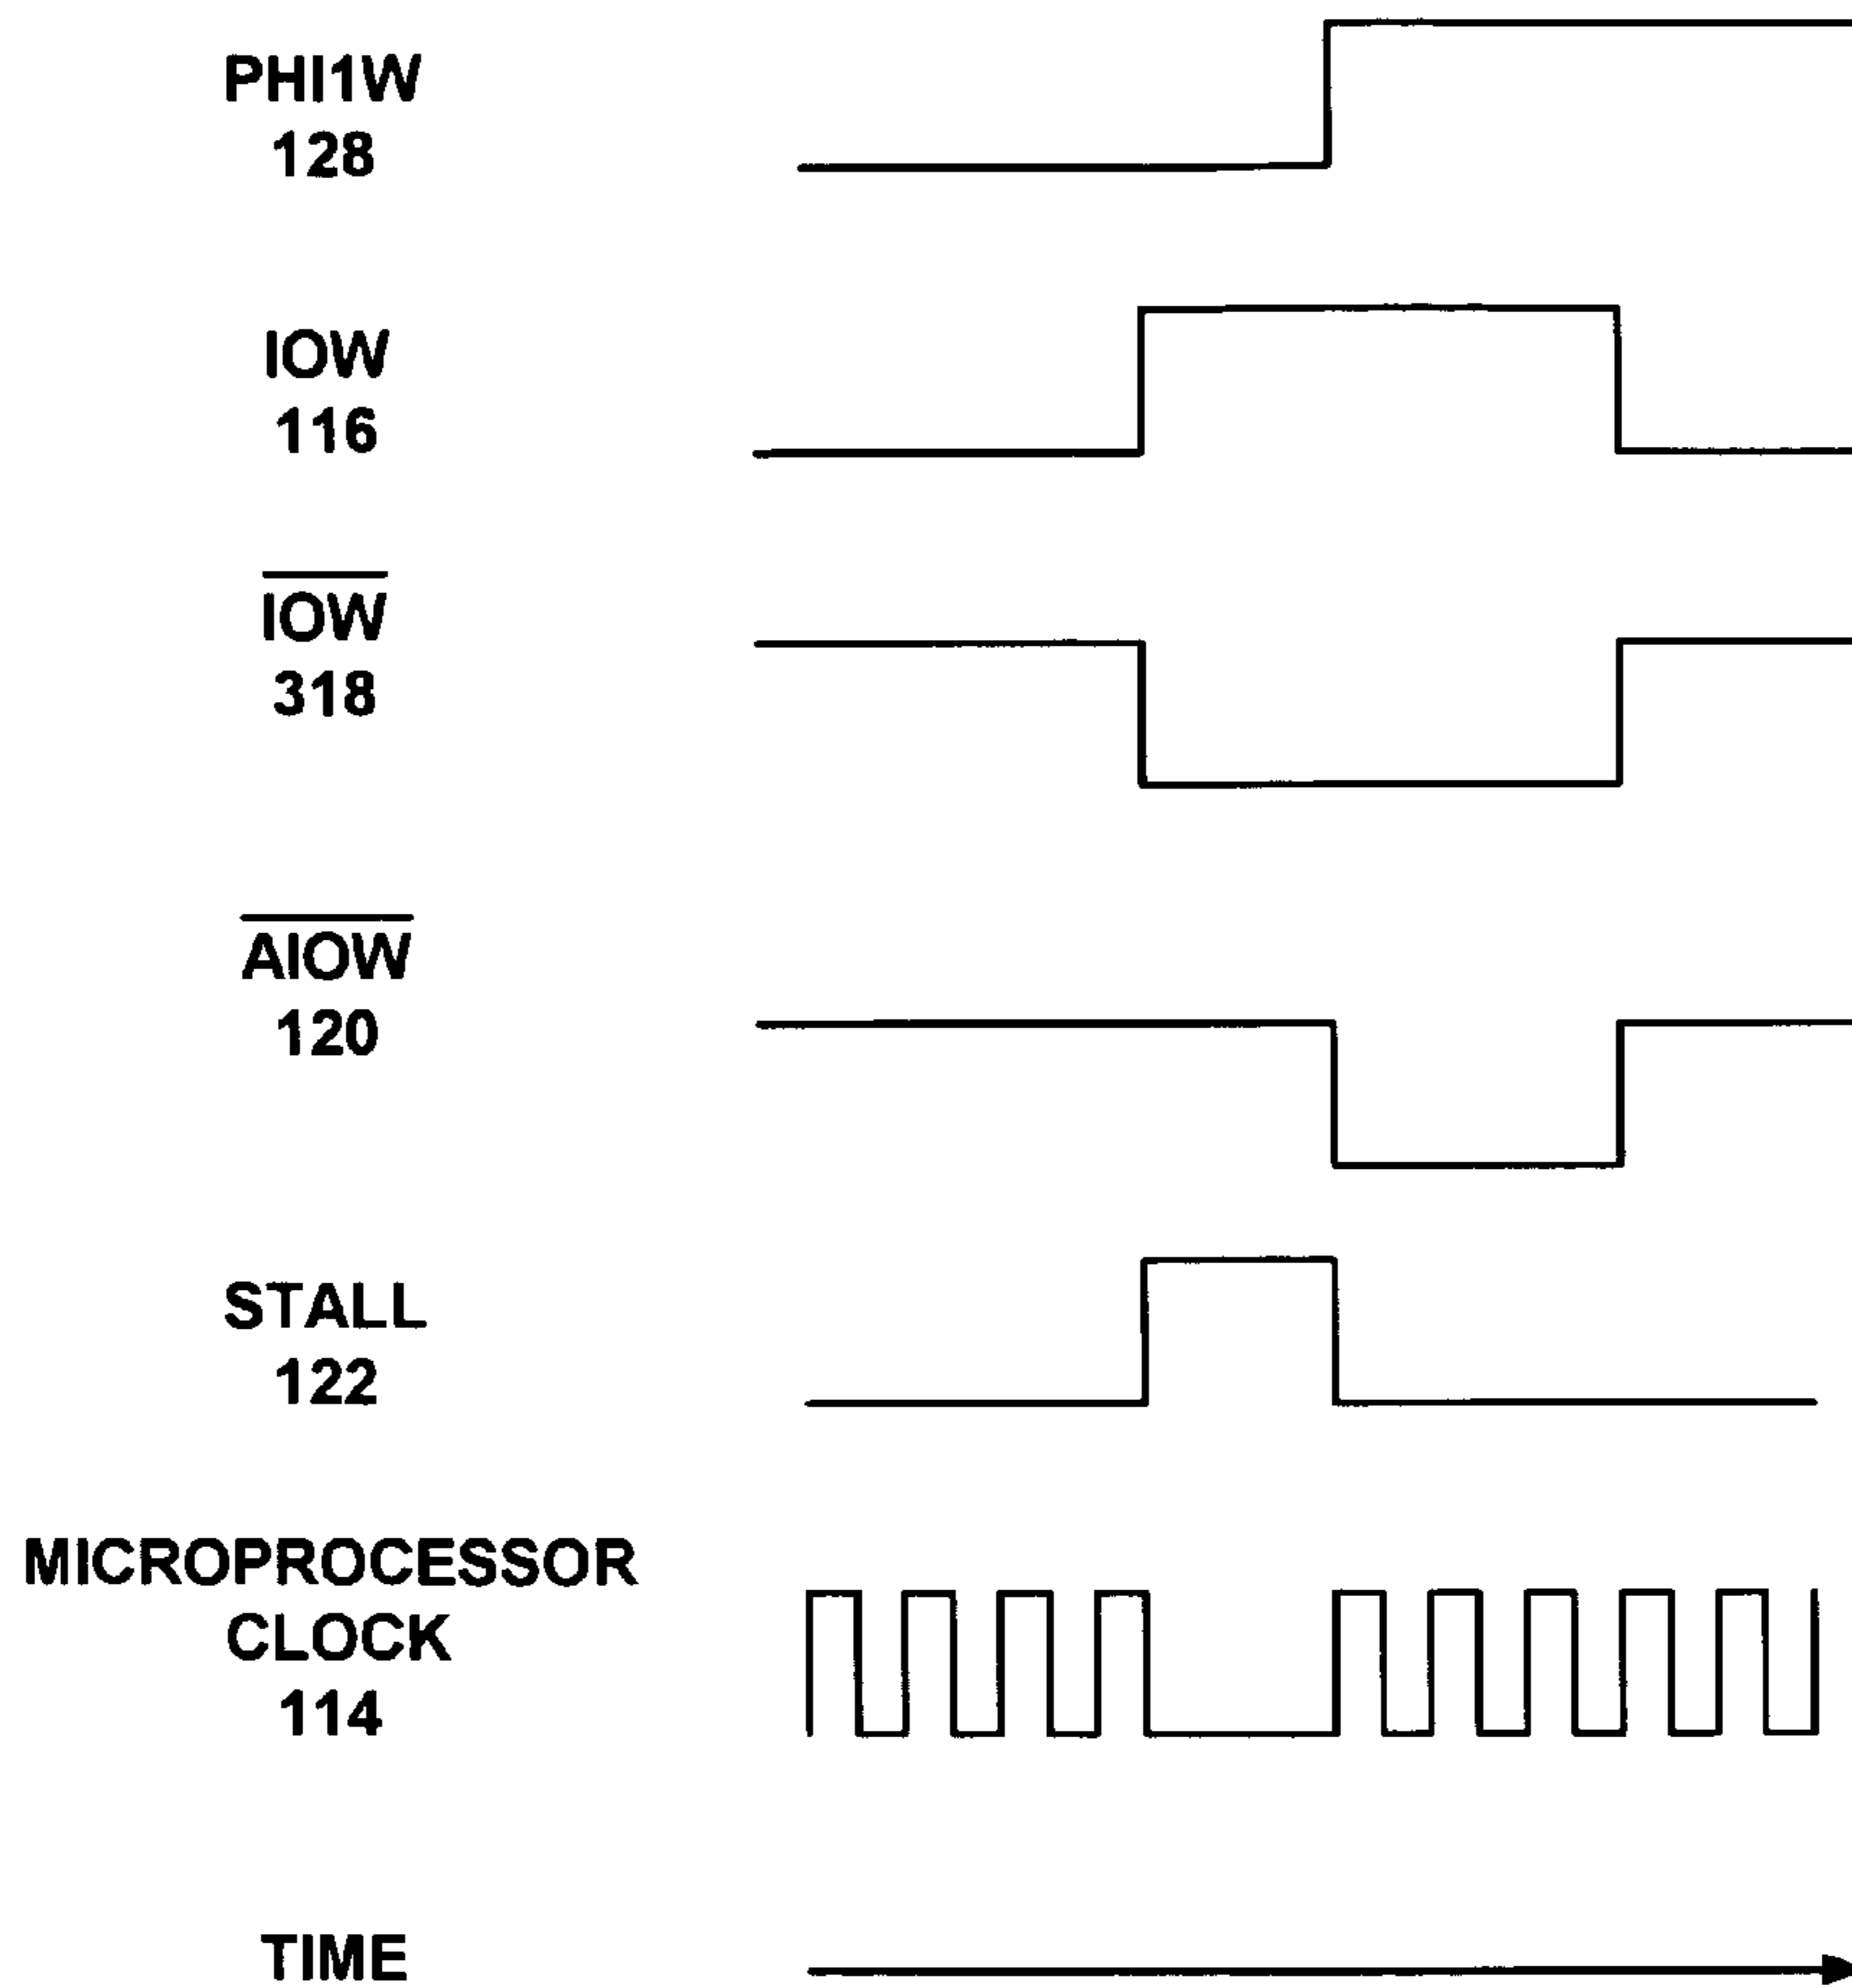 PHI1W
128
IOW
116
IOW
318
AIOW
120
STALL
122
MICROPROCESSOR
CLOCK
114
TIME